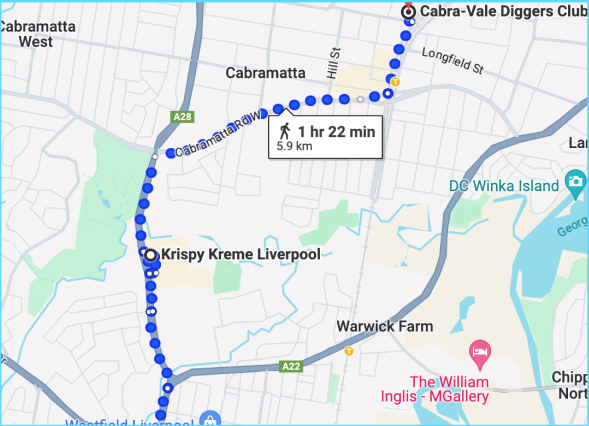 Cabra-Vale Diggers Club
Cabramatta
West
Hill St
Longfield St
Cabramatta
T
A28
Cabramatta Rd W
1 hr 22 min
5.9 km
DC Winka Island
Georg
Krispy Kreme Liverpool
Warwick Farm
T
A22
The William
Inglis - MGallery
Chipp
Nort
Westfield Liverpool